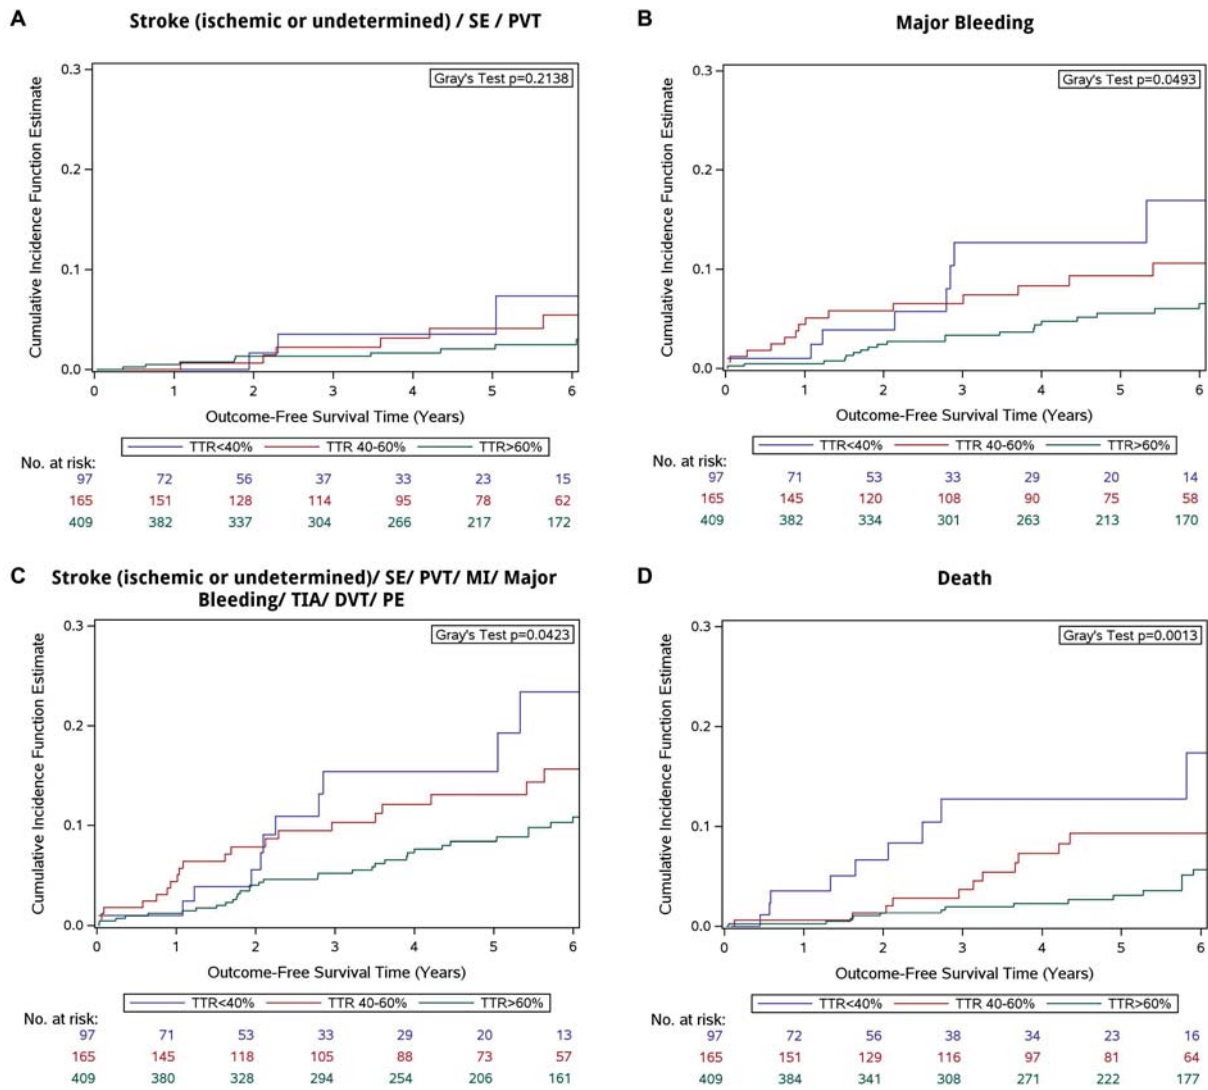 A
Stroke (ischemic or undetermined) / SE / PVT
Gray's Test p=0.2138
Cumulative Incidence Function Estimate
0.3
0.2
0.1
0.0
0 1 2 3 4 5 6
Outcome-Free Survival Time (Years)
TTR<40% TTR 40-60% TTR>60%
No. at risk:
97 72 56 37 33 23 15
165 151 128 114 95 78 62
409 382 337 304 266 217 172
B
Major Bleeding
Gray's Test p=0.0493
Cumulative Incidence Function Estimate
0.3
0.2
0.1
0.0
0 1 2 3 4 5 6
Outcome-Free Survival Time (Years)
TTR<40% TTR 40-60% TTR>60%
No. at risk:
97 71 53 33 29 20 14
165 145 120 108 90 75 58
409 382 334 301 263 213 170
C
Stroke (ischemic or undetermined)/ SE/ PVT/ MI/ Major
Bleeding/ TIA/ DVT/ PE
Gray's Test p=0.0423
Cumulative Incidence Function Estimate
0.3
0.2
0.1
0.0
0 1 2 3 4 5 6
Outcome-Free Survival Time (Years)
TTR<40% TTR 40-60% TTR>60%
No. at risk:
97 71 53 33 29 20 13
165 145 118 105 88 73 57
409 380 328 294 254 206 161
D
Death
Gray's Test p=0.0013
Cumulative Incidence Function Estimate
0.3
0.2
0.1
0.0
0 1 2 3 4 5 6
Outcome-Free Survival Time (Years)
TTR<40% TTR 40-60% TTR>60%
No. at risk:
97 72 56 38 34 23 16
165 151 129 116 97 81 64
409 384 341 308 271 222 177